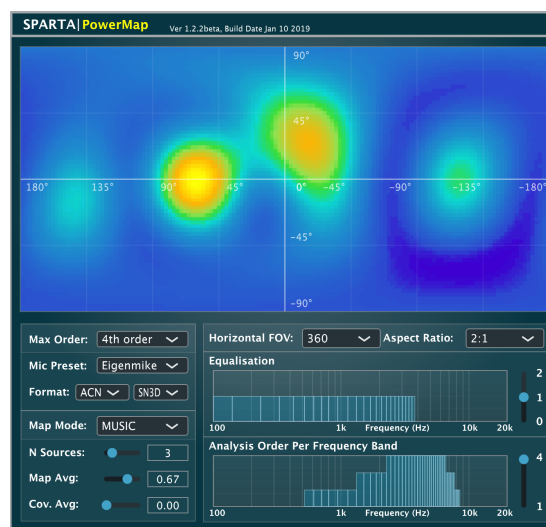 SPARTA|PowerMap Ver 1.2.2beta, Build Date Jan 10 2019
90°
45°
180° 135° 90° 45° 0° -45° -90° -135° -180°
-45°
-90°
Max Order: 4th order
Mic Preset: Eigenmike
Format: ACN SN3D
Map Mode: MUSIC
N Sources: 3
Map Avg: 0.67
Cov. Avg: 0.00
Horizontal FOV: 360 Aspect Ratio: 2:1
Equalisation
2
1
0
100 1k Frequency (Hz) 10k 20k
Analysis Order Per Frequency Band
4
1
100 1k Frequency (Hz) 10k 20k